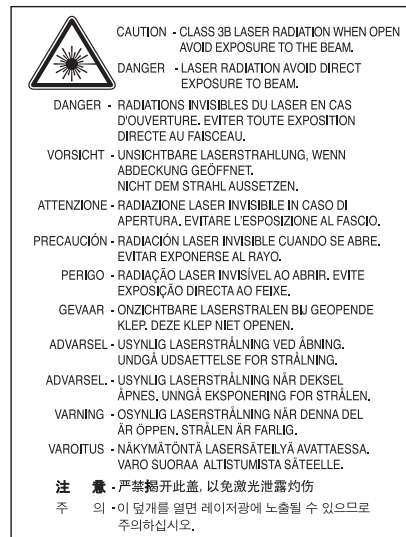 CAUTION - CLASS 3B LASER RADIATION WHEN OPEN
AVOID EXPOSURE TO THE BEAM.
DANGER - LASER RADIATION AVOID DIRECT
EXPOSURE TO BEAM.
DANGER - RADIATIONS INVISIBLES DU LASER EN CAS
D'OUVERTURE. EVITER TOUTE EXPOSITION
DIRECTE AU FAISCEAU.
VORSICHT - UNSICHTBARE LASERSTRAHLUNG, WENN
ABDECKUNG GEÖFFNET.
NICHT DEM STRAHL AUSSETZEN.
ATTENZIONE - RADIAZIONE LASER INVISIBILE IN CASO DI
APERTURA. EVITARE L'ESPOSIZIONE AL FASCIO.
PRECAUCIÓN - RADIACIÓN LASER INVISIBLE CUANDO SE ABRE.
EVITAR EXPONERSE AL RAYO.
PERIGO - RADIAÇÃO LASER INVISÍVEL AO ABRIR. EVITE
EXPOSIÇÃO DIRECTA AO FEIXE.
GEVAAR - ONZICHTBARE LASERSTRALEN BIJ GEOPENDE
KLEP. DEZE KLEP NIET OPENEN.
ADVARSEL - USYNLIG LASERSTRÅLNING VED ÅBNING.
UNDGÅ UDSAETTELSE FOR STRÅLNING.
ADVARSEL. - USYNLIG LASERSTRÅLNING NÅR DEKSEL
ÅPNES. UNNGÅ EKSPONERING FOR STRÅLEN.
VARNING - OSYNLIG LASERSTRÅLNING NÄR DENNA DEL
ÄR ÖPPEN. STRÅLEN ÄR FARLIG.
VAROITUS - NÄKYMÄTÖNTÄ LASERSÄTEILYÄ AVATTAESSA.
VARO SUORAA ALTISTUMISTA SÄTEELLE.
注 意 - 严禁揭开此盖, 以免激光泄露灼伤
주 의 - 이 덮개를 열면 레이저광에 노출될 수 있으므로
주의하십시오.